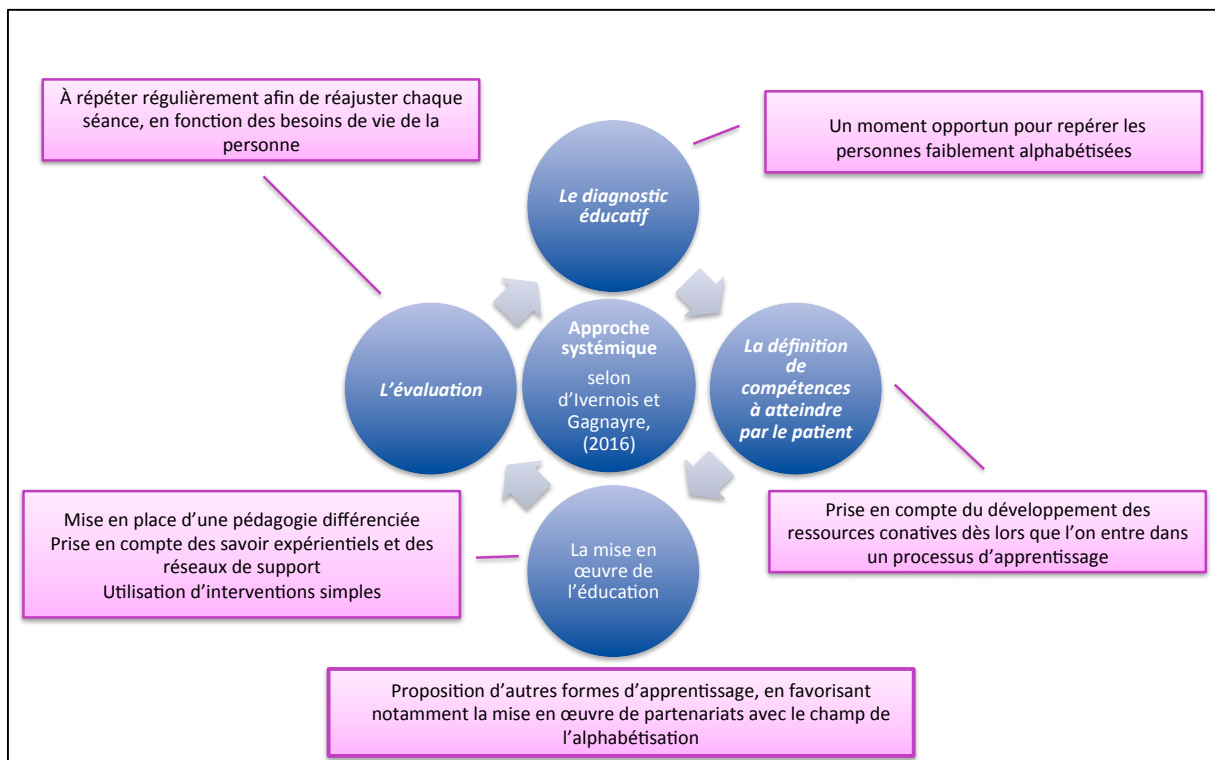 À répéter régulièrement afin de réajuster chaque
séance, en fonction des besoins de vie de la
personne
Un moment opportun pour repérer les
personnes faiblement alphabétisées
Le diagnostic
éducatif
Approche
systémique
selon
d'Ivernois et
Gagnayre,
(2016)
La définition
de
compétences
à atteindre
par le patient
L'évaluation
Mise en place d'une pédagogie différenciée
Prise en compte des savoir expérientiels et des
réseaux de support
Utilisation d'interventions simples
La mise en
œuvre de
l'éducation
Prise en compte du développement des
ressources conatives dès lors que l'on entre dans
un processus d'apprentissage
Proposition d'autres formes d'apprentissage, en favorisant
notamment la mise en œuvre de partenariats avec le champ de
l'alphabétisation